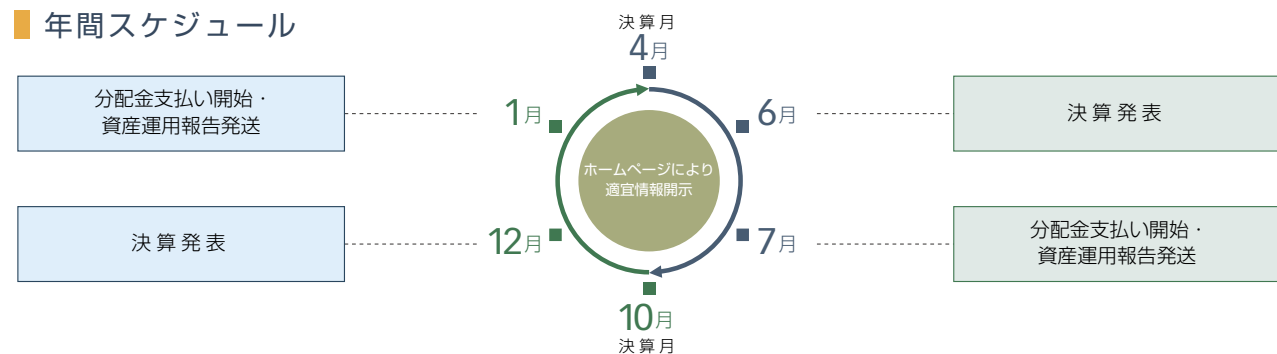 年間スケジュール
決算月
4月
分配金支払い開始・
資産運用報告発送
1月
6月
決算発表
ホームページにより
適宜情報開示
決算発表
12月
7月
分配金支払い開始・
資産運用報告発送
10月
決算月